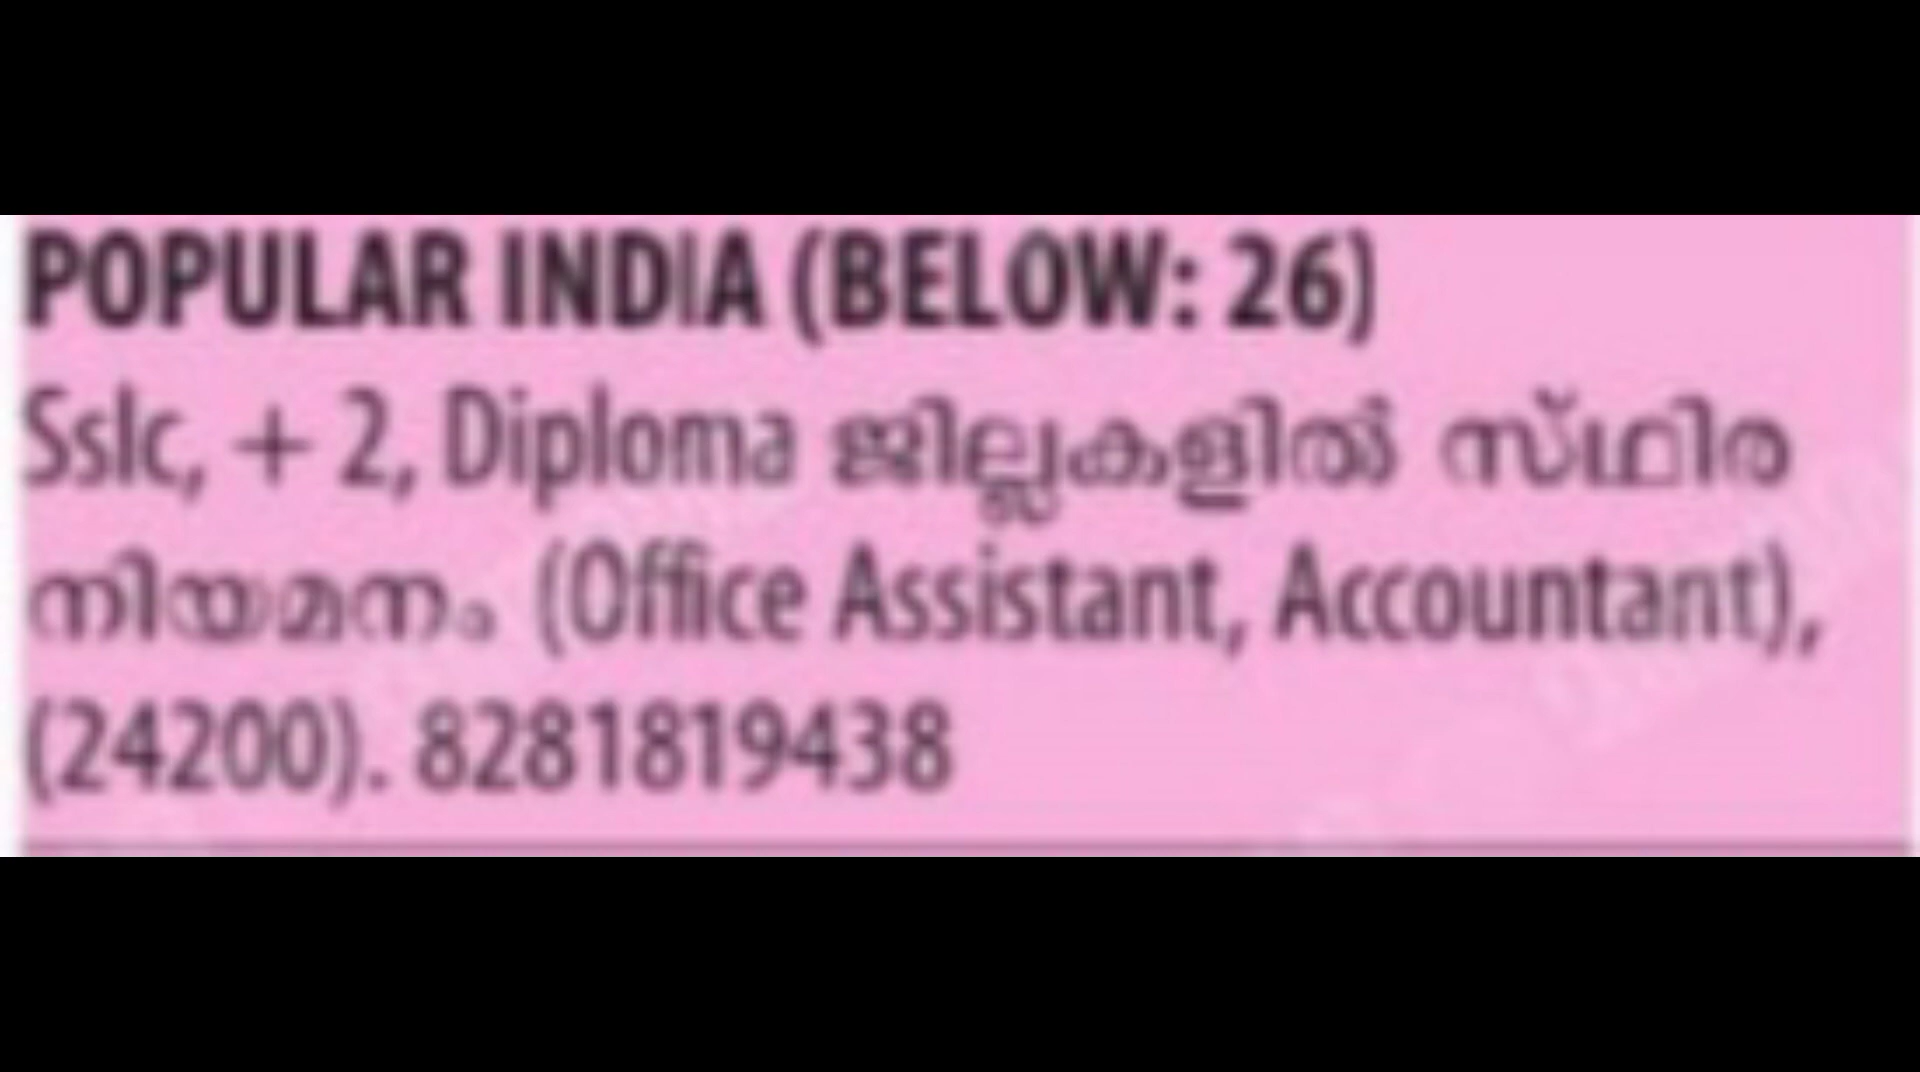 POPULAR INDIA (BELOW: 26)
Sslc, + 2, Diploma ജില്ലകളിൽ സ്ഥിര
നിയമനം (Office Assistant, Accountant),
(24200). 8281819438